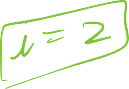 x = 2